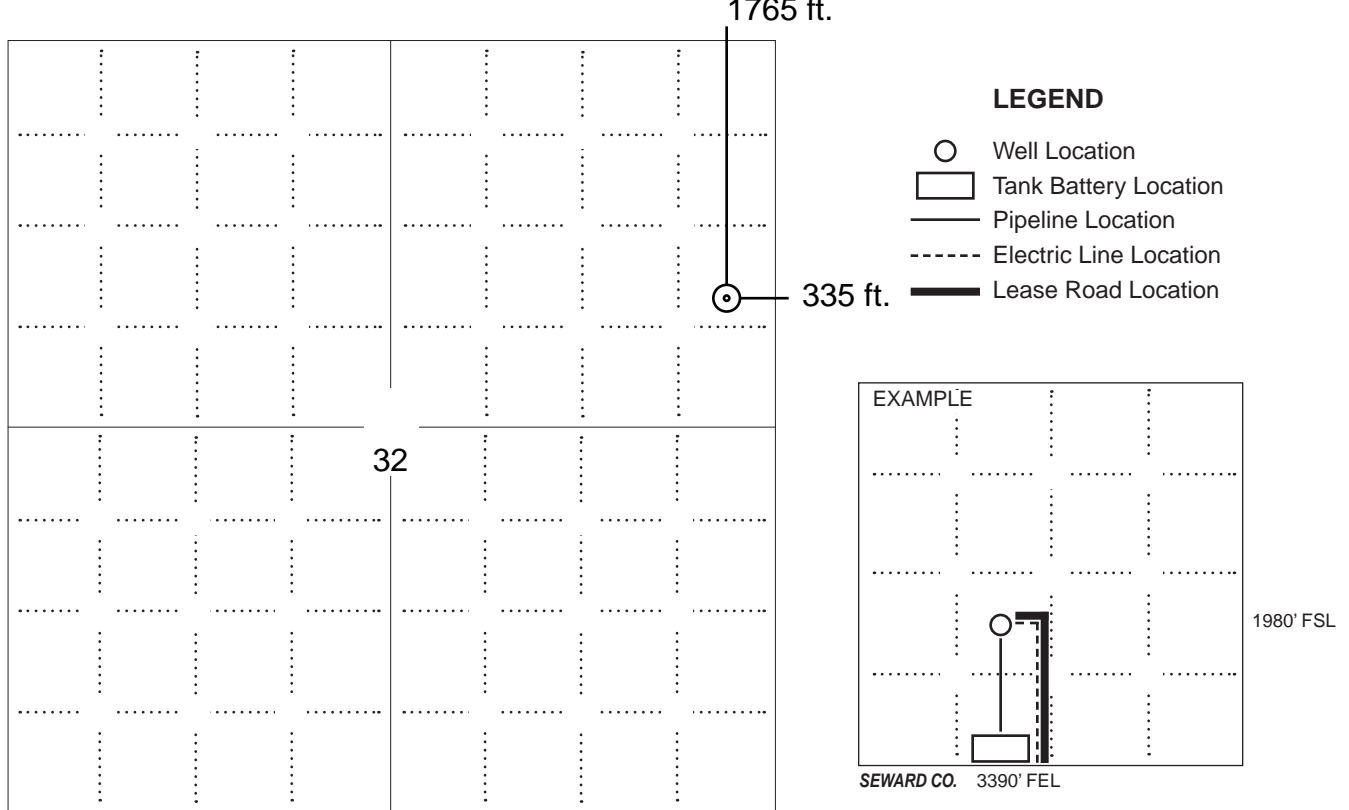 1765 ft.
LEGEND
Well Location
Tank Battery Location
Pipeline Location
Electric Line Location
Lease Road Location
335 ft.
EXAMPLE
32
1980' FSL
SEWARD CO. 3390' FEL